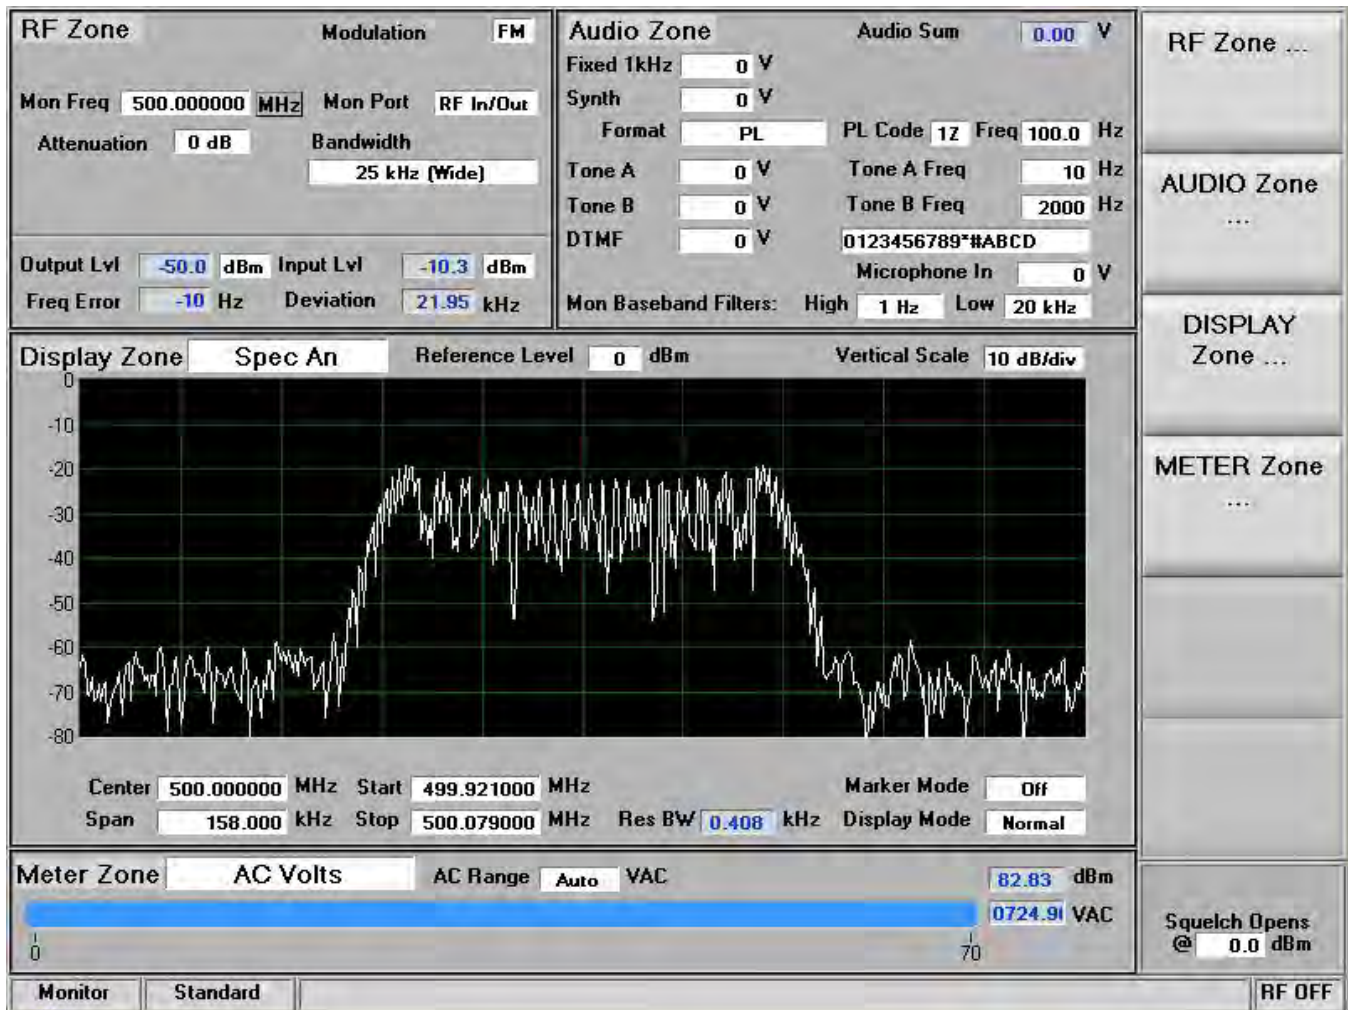 RF Zone Modulation FM
Mon Freq 500.000000 MHz Mon Port RF In/Out
Attenuation 0 dB Bandwidth
25 kHz (Wide)
Output Lvl -50.0 dBm Input Lvl -10.3 dBm
Freq Error -10 Hz Deviation 21.95 kHz
Audio Zone Audio Sum 0.00 V
Fixed 1kHz 0 V
Synth 0 V
Format PL PL Code 1Z Freq 100.0 Hz
Tone A 0 V Tone A Freq 10 Hz
Tone B 0 V Tone B Freq 2000 Hz
DTMF 0 V 0123456789*#ABCD
Microphone In 0 V
Mon Baseband Filters: High 1 Hz Low 20 kHz
Display Zone Spec An Reference Level 0 dBm Vertical Scale 10 dB/div
0
-10
-20
-30
-40
-50
-60
-70
-80
Center 500.000000 MHz Start 499.921000 MHz Marker Mode Off
Span 158.000 kHz Stop 500.079000 MHz Res BW 0.408 kHz Display Mode Normal
Meter Zone AC Volts AC Range Auto VAC 82.83 dBm
VAC
0 70
Monitor Standard RF OFF
RF Zone ...
AUDIO Zone
...
DISPLAY
Zone ...
METER Zone
...
Squelch Opens
@ 0.0 dBm